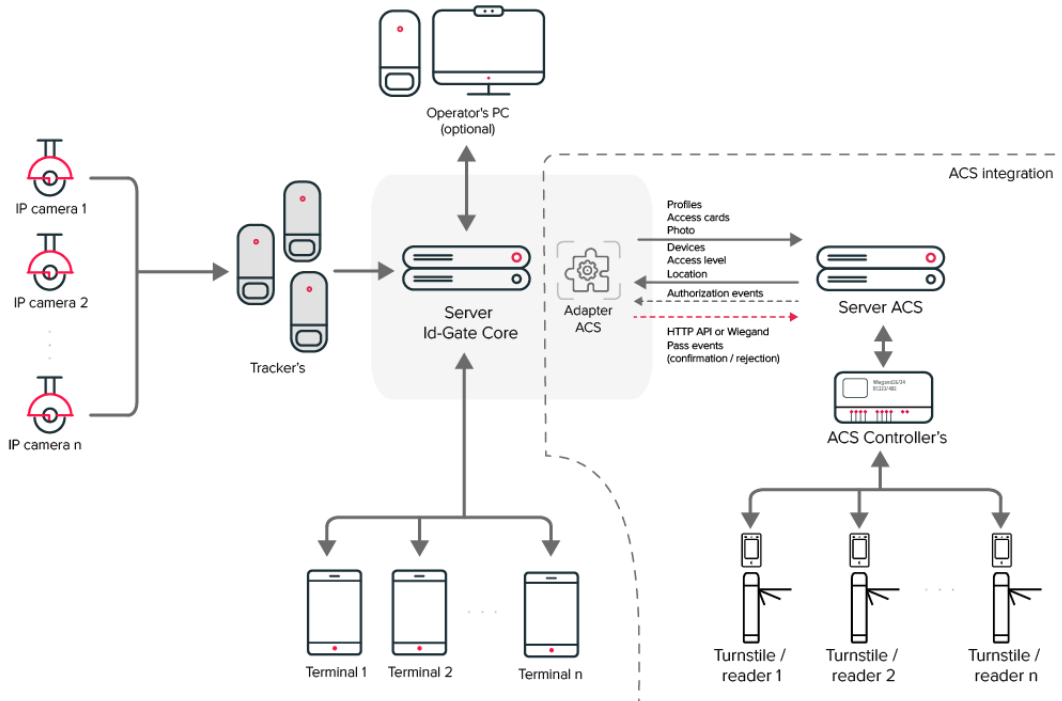 Operator's PC
(optional)
ACS integration
IP camera 1
IP camera 2
IP camera n
Tracker's
Server
Id-Gate Core
Adapter
ACS
Profiles
Access cards
Photo
Devices
Access level
Location
Authorization events
HTTP API or Wiegand
Pass events
(confirmation / rejection)
Server ACS
ACS Controller's
Terminal 1
Terminal 2
Terminal n
Turnstile /
reader 1
Turnstile /
reader 2
Turnstile /
reader n